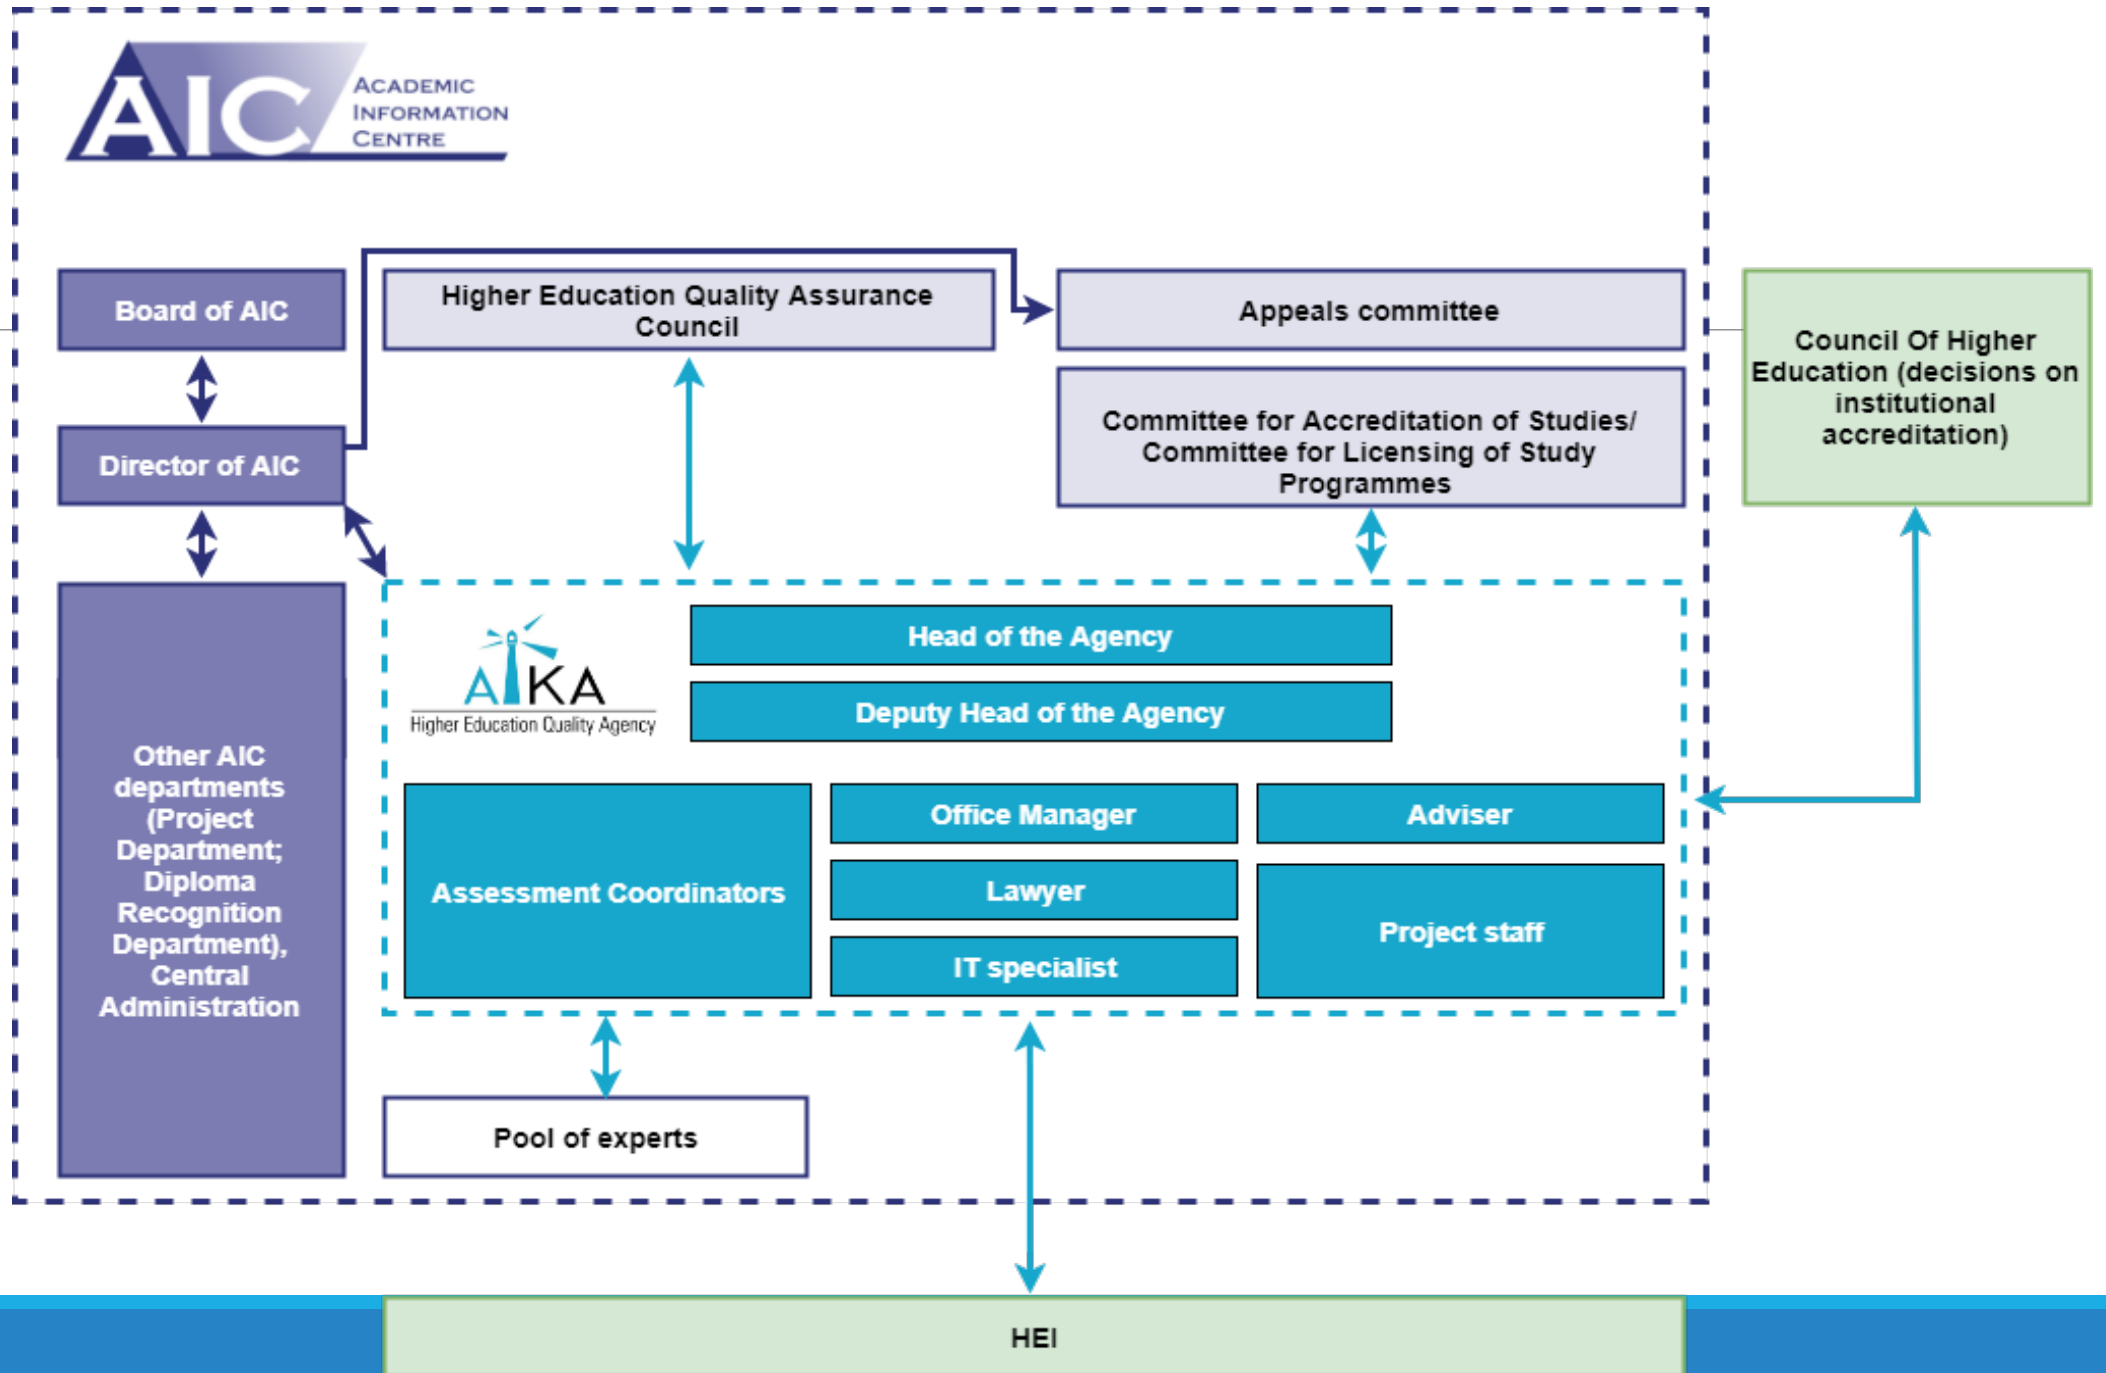 AIC
ACADEMIC
INFORMATION
CENTRE
Board of AIC
Higher Education Quality Assurance
Council
Appeals committee
Council Of Higher
Education (decisions on
institutional
accreditation)
Director of AIC
Committee for Accreditation of Studies/
Committee for Licensing of Study
Programmes
Other AIC
departments
(Project
Department;
Diploma
Recognition
Department),
Central
Administration
AIKA
Higher Education Quality Agency
Head of the Agency
Deputy Head of the Agency
Assessment Coordinators
Office Manager
Lawyer
IT specialist
Adviser
Project staff
Pool of experts
HEI